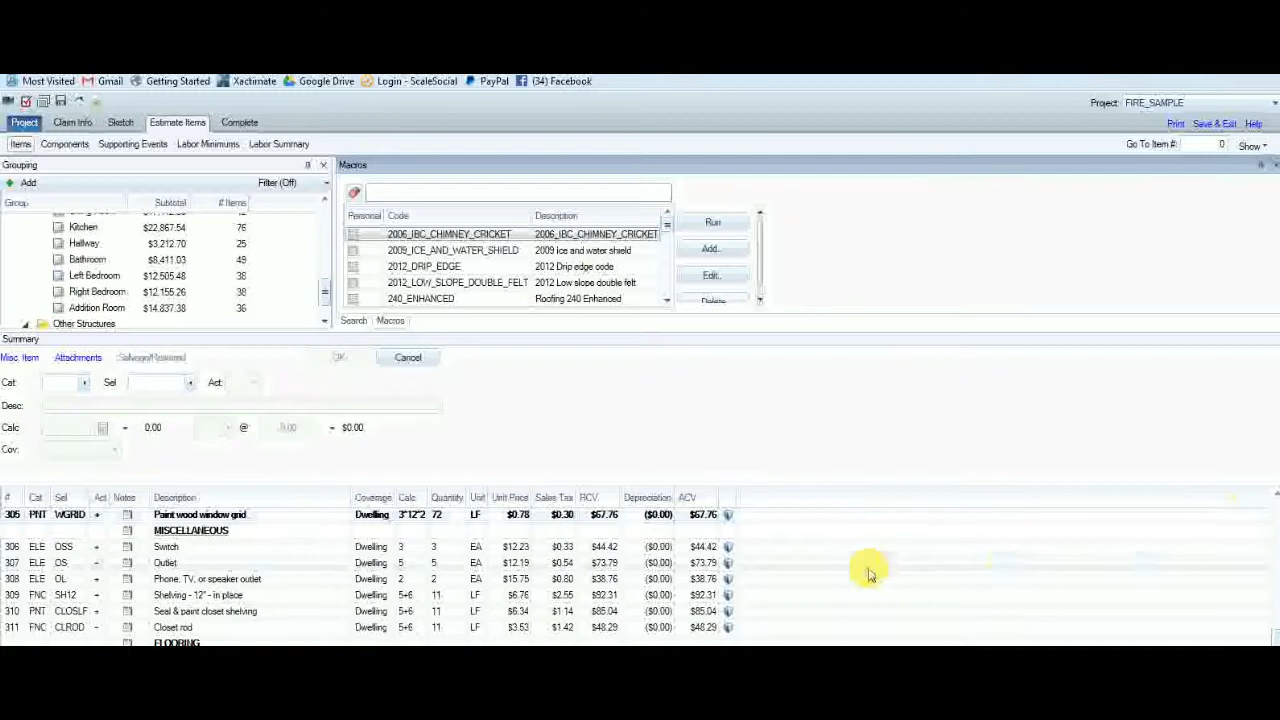 Most Visited Gmail Getting Started Xactimate Google Drive Login - ScaleSocial PayPal (34) Facebook
Project: FIRE_SAMPLE
Project Claim Info Sketch Estimate Items Complete
Print Save & Exit Help
Items Components Supporting Events Labor Minimums Labor Summary
Go To Item #: 0 Show
Grouping
Add Filter (Off)
Group Subtotal # Items
Kitchen $22,867.54 76
Hallway $3,212.70 25
Bathroom $8,411.03 49
Left Bedroom $12,505.48 38
Right Bedroom $12,155.26 38
Addition Room $14,837.38 36
Other Structures
Macros
Personal Code Description
2006_IBC_CHIMNEY_CRICKET 2006_IBC_CHIMNEY_CRICKET
2009_ICE_AND_WATER_SHIELD 2009 Ice and water shield
2012_DRIP_EDGE 2012 Drip edge code
2012_LOW_SLOPE_DOUBLE_FELT 2012 Low slope double felt
240_ENHANCED Roofing 240 Enhanced
Run
Add..
Edit..
Delete
Search Macros
Summary
Misc. Item Attachments Salvage/Retained OK Cancel
Cat: Sel Act:
Desc:
Calc = 0.00 @ 0.00 = $0.00
Cov:
# Cat Sel Act Notes Description Coverage Calc Quantity Unit Unit Price Sales Tax RCV Depreciation ACV
305 PNT WGRID + Paint wood window grid Dwelling 3*12*2 72 LF $0.78 $0.30 $67.76 ($0.00) $67.76
MISCELLANEOUS
306 ELE OSS + Switch Dwelling 3 3 EA $12.23 $0.33 $44.42 ($0.00) $44.42
307 ELE OS + Outlet Dwelling 5 5 EA $12.19 $0.54 $73.79 ($0.00) $73.79
308 ELE OL + Phone, TV, or speaker outlet Dwelling 2 2 EA $15.75 $0.80 $38.76 ($0.00) $38.76
309 FNC SH12 + Shelving - 12" - in place Dwelling 5+6 11 LF $6.76 $2.55 $92.31 ($0.00) $92.31
310 PNT CLOSLF + Seal & paint closet shelving Dwelling 5+6 11 LF $6.34 $1.14 $85.04 ($0.00) $85.04
311 FNC CLROD + Closet rod Dwelling 5+6 11 LF $3.53 $1.42 $48.29 ($0.00) $48.29
FLOORING